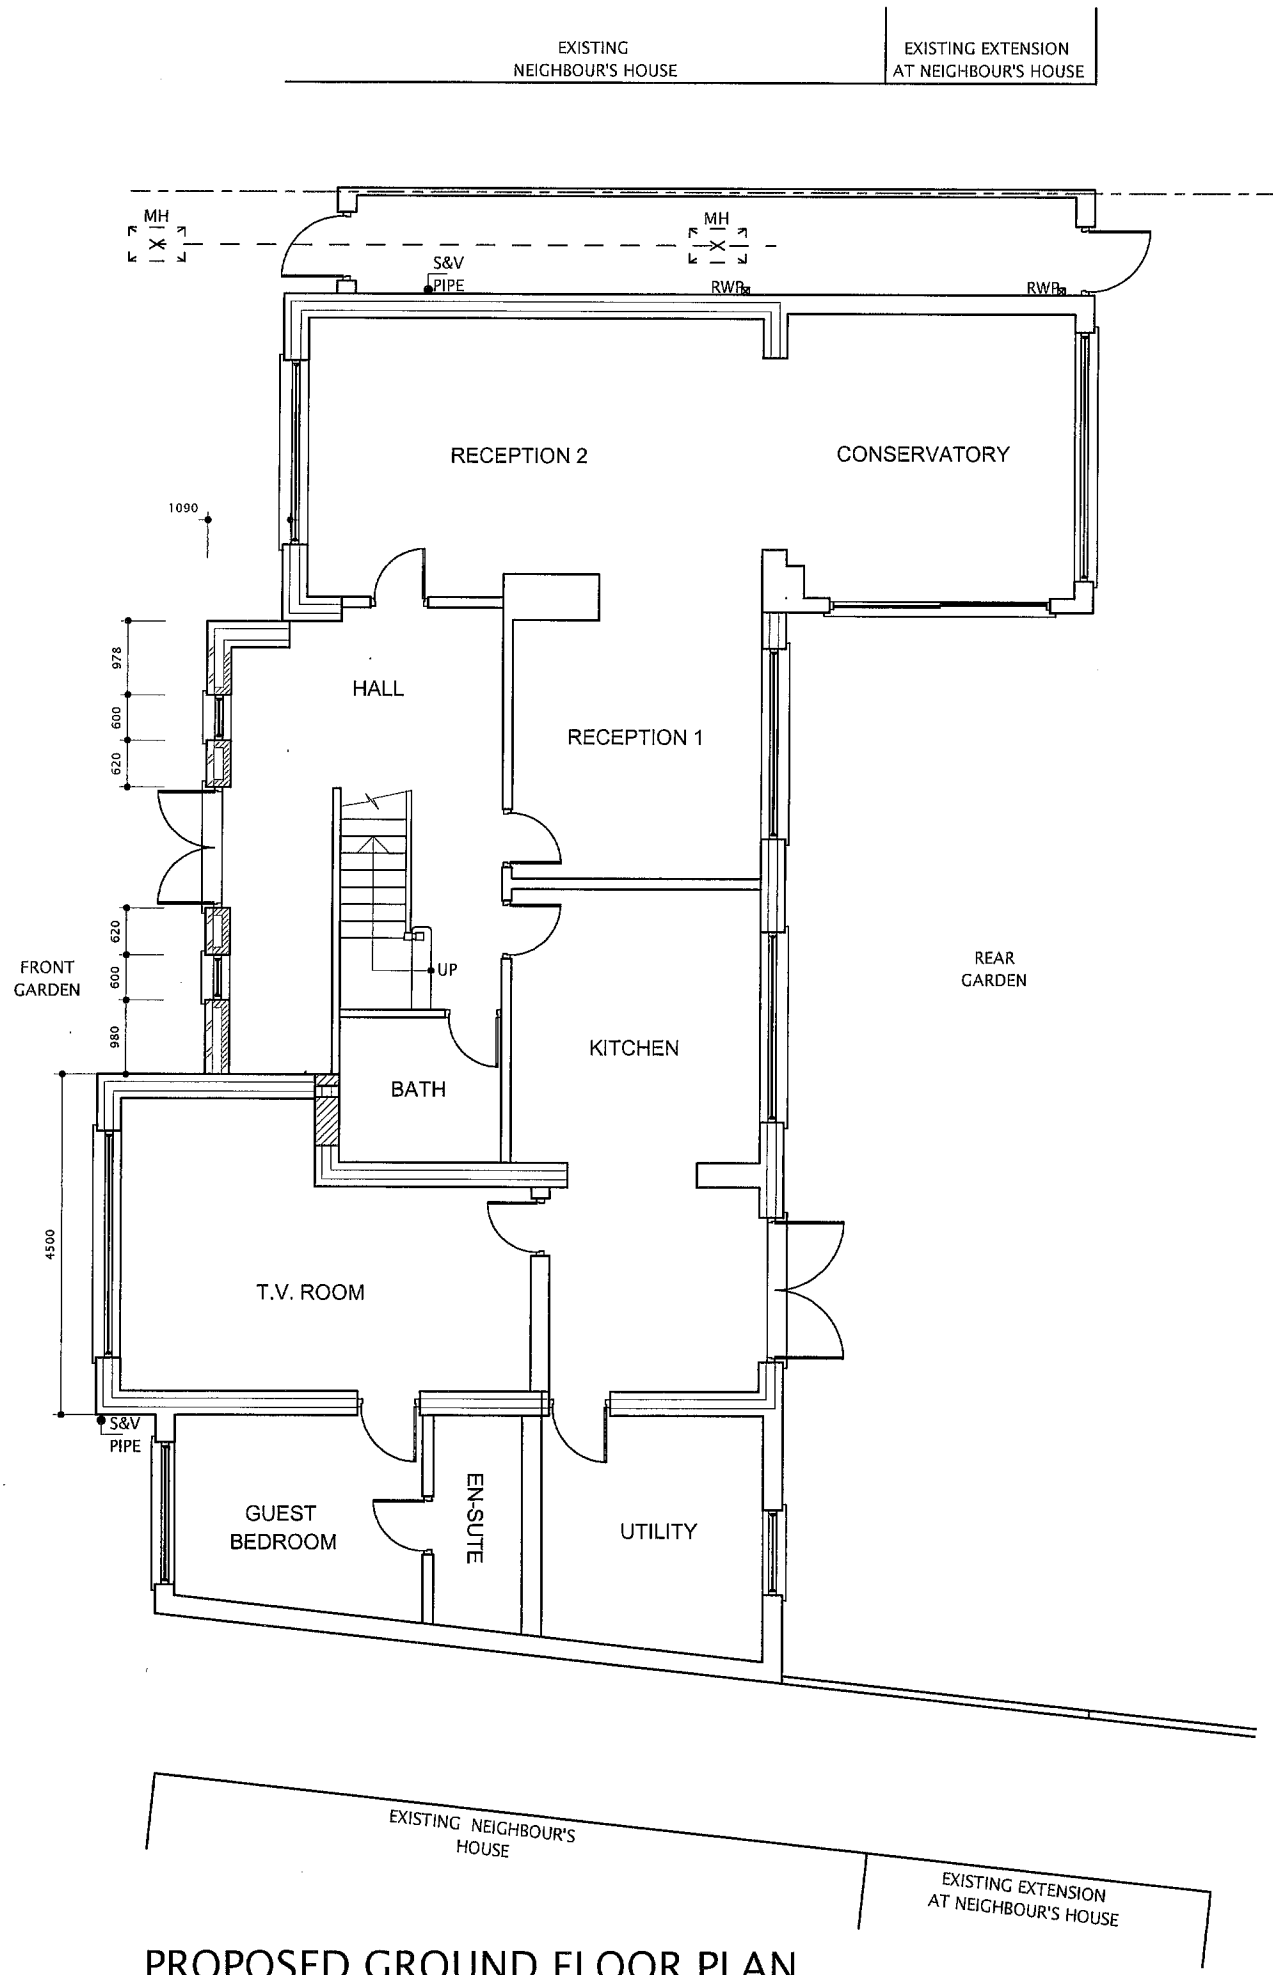 EXISTING
NEIGHBOUR'S HOUSE
EXISTING EXTENSION
AT NEIGHBOUR'S HOUSE
MH
MH
S&V
PIPE
RWP
RWP
RECEPTION 2
CONSERVATORY
1090
978
HALL
600
RECEPTION 1
620
620
UP
FRONT
GARDEN
600
REAR
GARDEN
980
KITCHEN
BATH
4500
T.V. ROOM
S&V
PIPE
GUEST
BEDROOM
EN-SUTE
UTILITY
EXISTING NEIGHBOUR'S
HOUSE
EXISTING EXTENSION
AT NEIGHBOUR'S HOUSE
PROPOSED GROUND FLOOR PLAN